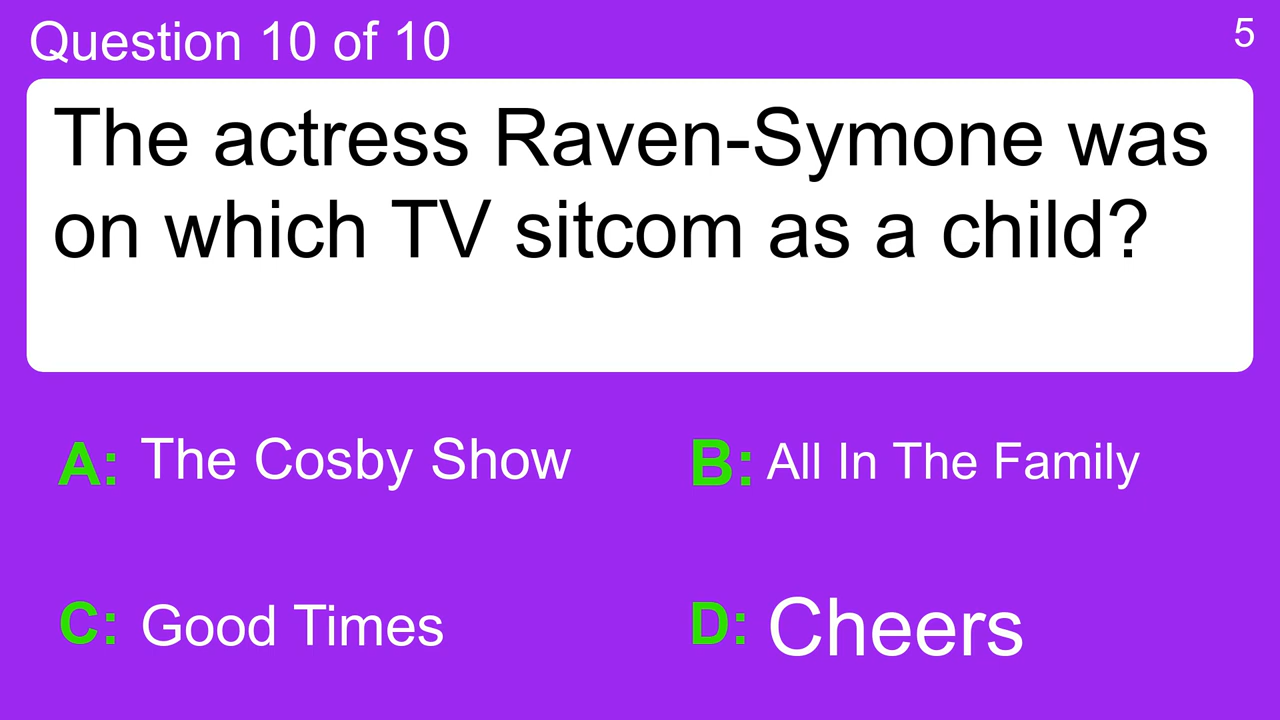 Question 10 of 10
5
The actress Raven-Symone was
on which TV sitcom as a child?
A: The Cosby Show
B: All In The Family
C: Good Times
D: Cheers